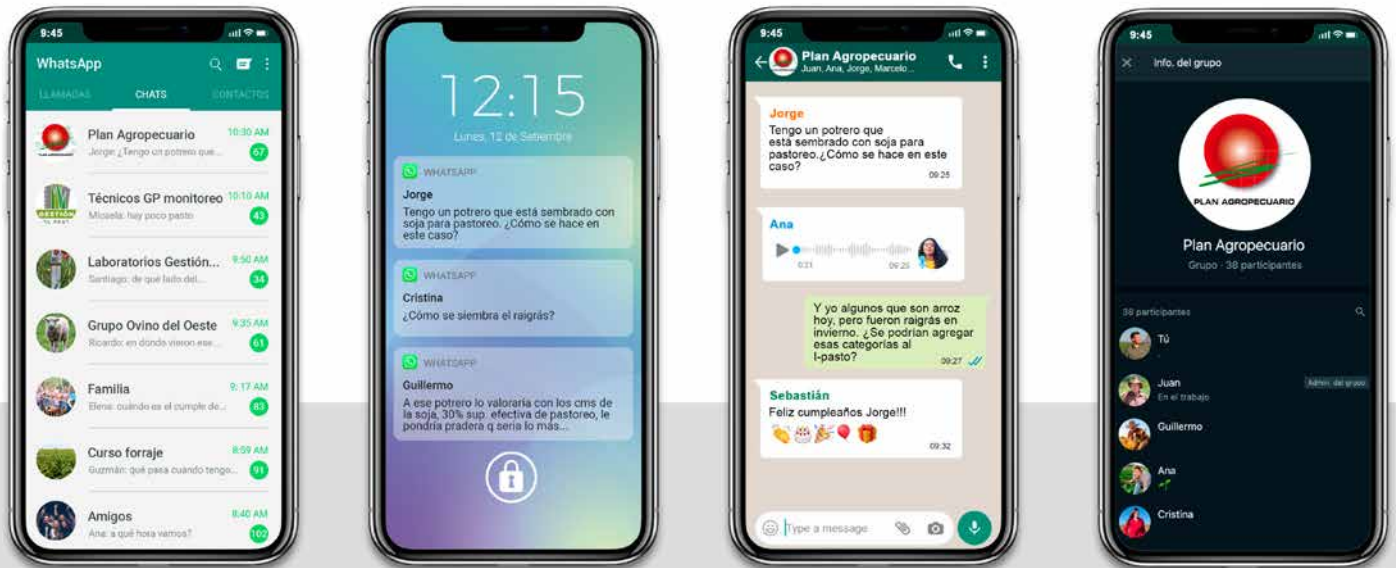 9:45
WhatsApp
LLAMADAS CHATS CONTACTOS
Plan Agropecuario 10:30 AM
Jorge: ¿Tengo un potrero que... 67
Técnicos GP monitoreo 10:10 AM
Micaela: hay poco pasto 43
Laboratorios Gestión... 9:50 AM
Santiago: de qué lado del... 34
Grupo Ovino del Oeste 9:35 AM
Ricardo: en donde vieron ese... 61
Familia 9:17 AM
Elena: cuándo es el cumple de... 83
Curso forraje 8:59 AM
Guzmán: qué pasa cuando tengo... 91
Amigos 8:40 AM
Ana: a qué hora vamos? 102
PLAN AGROPECUARIO
GESTIÓN
12:15
Lunes, 12 de Setiembre
WHATSAPP
Jorge
Tengo un potrero que está sembrado con
soja para pastoreo. ¿Cómo se hace en
este caso?
WHATSAPP
Cristina
¿Cómo se siembra el raigrás?
WHATSAPP
Guillermo
A ese potrero lo valoraría con los cms de
la soja, 30% sup. efectiva de pastoreo, le
pondría pradera q seria lo más...
9:45
Plan Agropecuario
Juan, Ana, Jorge, Marcelo...
Jorge
Tengo un potrero que
está sembrado con soja para
pastoreo.¿Cómo se hace en este
caso?
09:25
Ana
0:21 09:25
Y yo algunos que son arroz
hoy, pero fueron raigrás en
invierno. ¿Se podrían agregar
esas categorías al
I-pasto?
09:27
Sebastián
Feliz cumpleaños Jorge!!!
09:32
Type a message
9:45
Info. del grupo
PLAN AGROPECUARIO
Plan Agropecuario
Grupo - 38 participantes
38 participantes
Tú
Juan Admin. del grupo
En el trabajo
Guillermo
Ana
Cristina